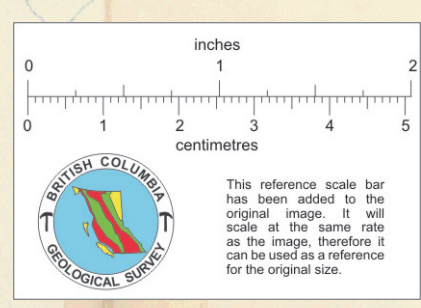 inches
0 1 2
0 1 2 3 4 5
centimetres
BRITISH COLUMBIA
GEOLOGICAL SURVEY
This reference scale bar
has been added to the
original image. It will
scale at the same rate
as the image, therefore it
can be used as a reference
for the original size.